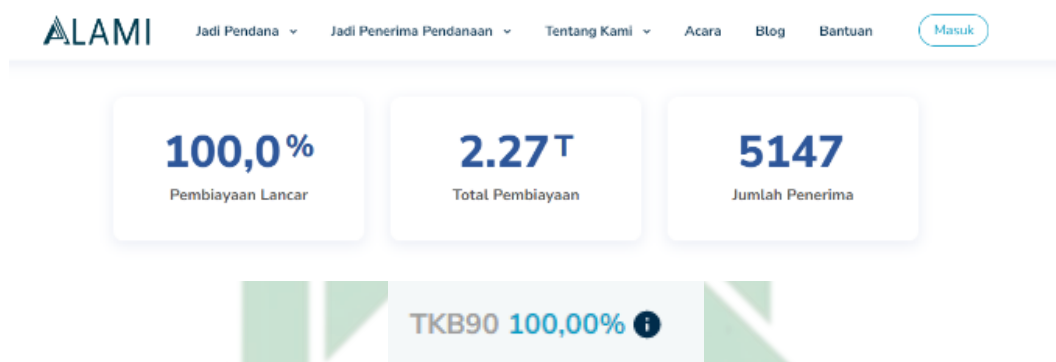 ALAMI Jadi Pendana Jadi Penerima Pendanaan Tentang Kami Acara Blog Bantuan Masuk
100,0 % 2.27 T 5147
Pembiayaan Lancar Total Pembiayaan Jumlah Penerima
TKB90 100,00%